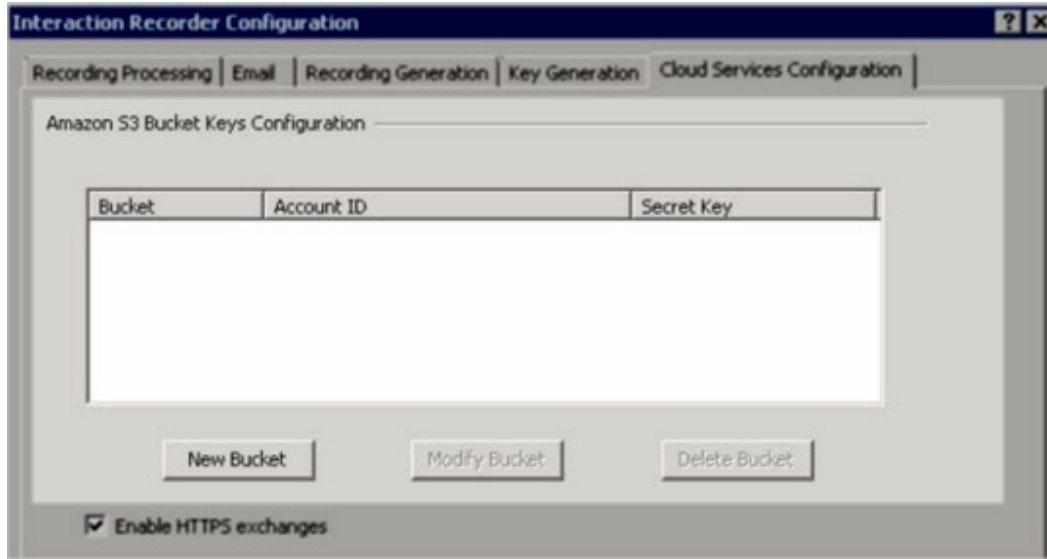 Interaction Recorder Configuration
Recording Processing Email Recording Generation Key Generation Cloud Services Configuration
Amazon S3 Bucket Keys Configuration
Bucket Account ID Secret Key
New Bucket Modify Bucket Delete Bucket
Enable HTTPS exchanges